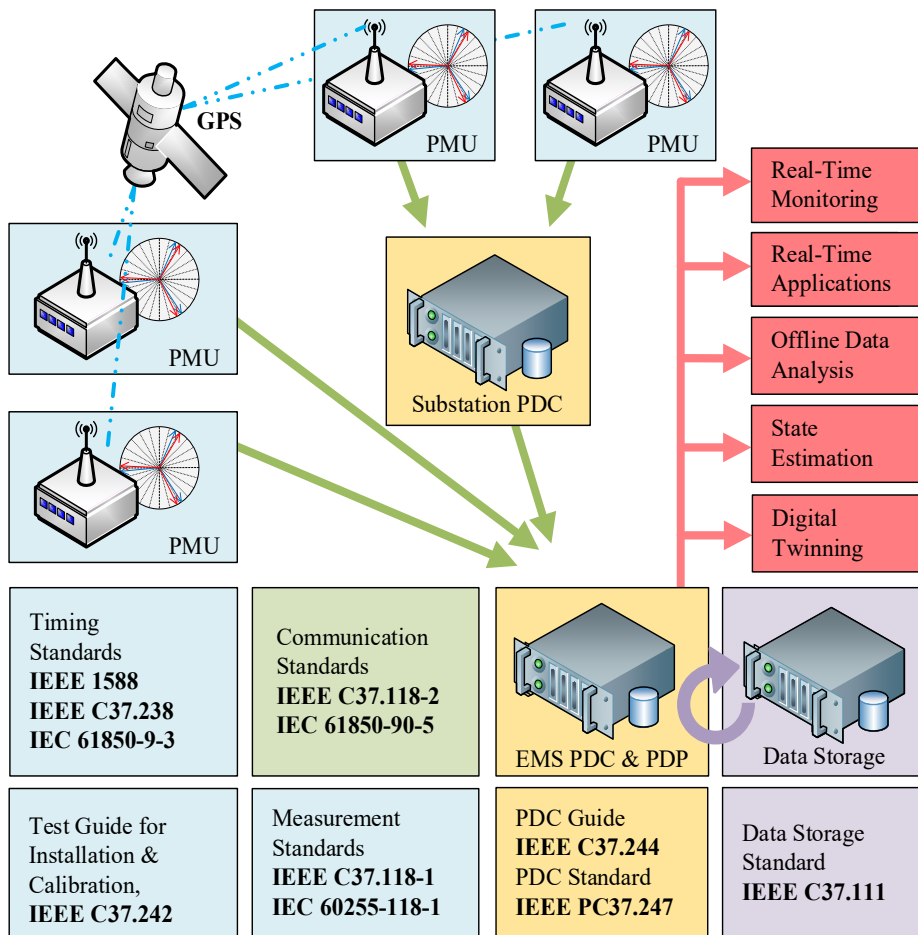 GPS
PMU
PMU
Real-Time
Monitoring
PMU
Real-Time
Applications
Substation PDC
Offline Data
Analysis
State
Estimation
PMU
Digital
Twinning
Timing
Standards
IEEE 1588
IEEE C37.238
IEC 61850-9-3
Communication
Standards
IEEE C37.118-2
IEC 61850-90-5
EMS PDC & PDP
Data Storage
Test Guide for
Installation &
Calibration,
IEEE C37.242
Measurement
Standards
IEEE C37.118-1
IEC 60255-118-1
PDC Guide
IEEE C37.244
PDC Standard
IEEE PC37.247
Data Storage
Standard
IEEE C37.111